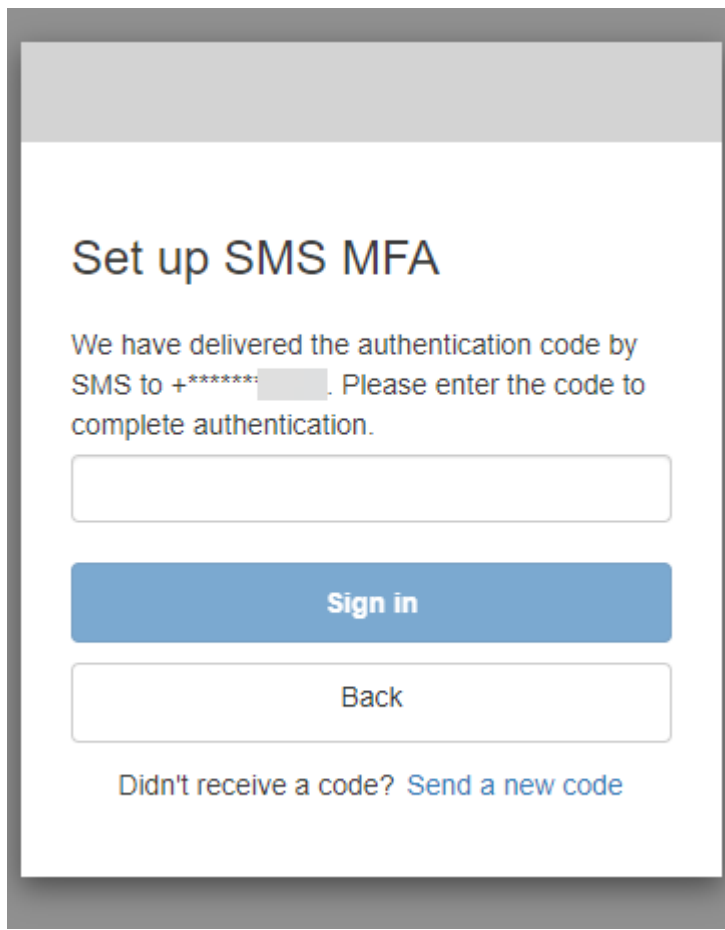 Set up SMS MFA
We have delivered the authentication code by
SMS to +*******. Please enter the code to
complete authentication.
Sign in
Back
Didn't receive a code? Send a new code